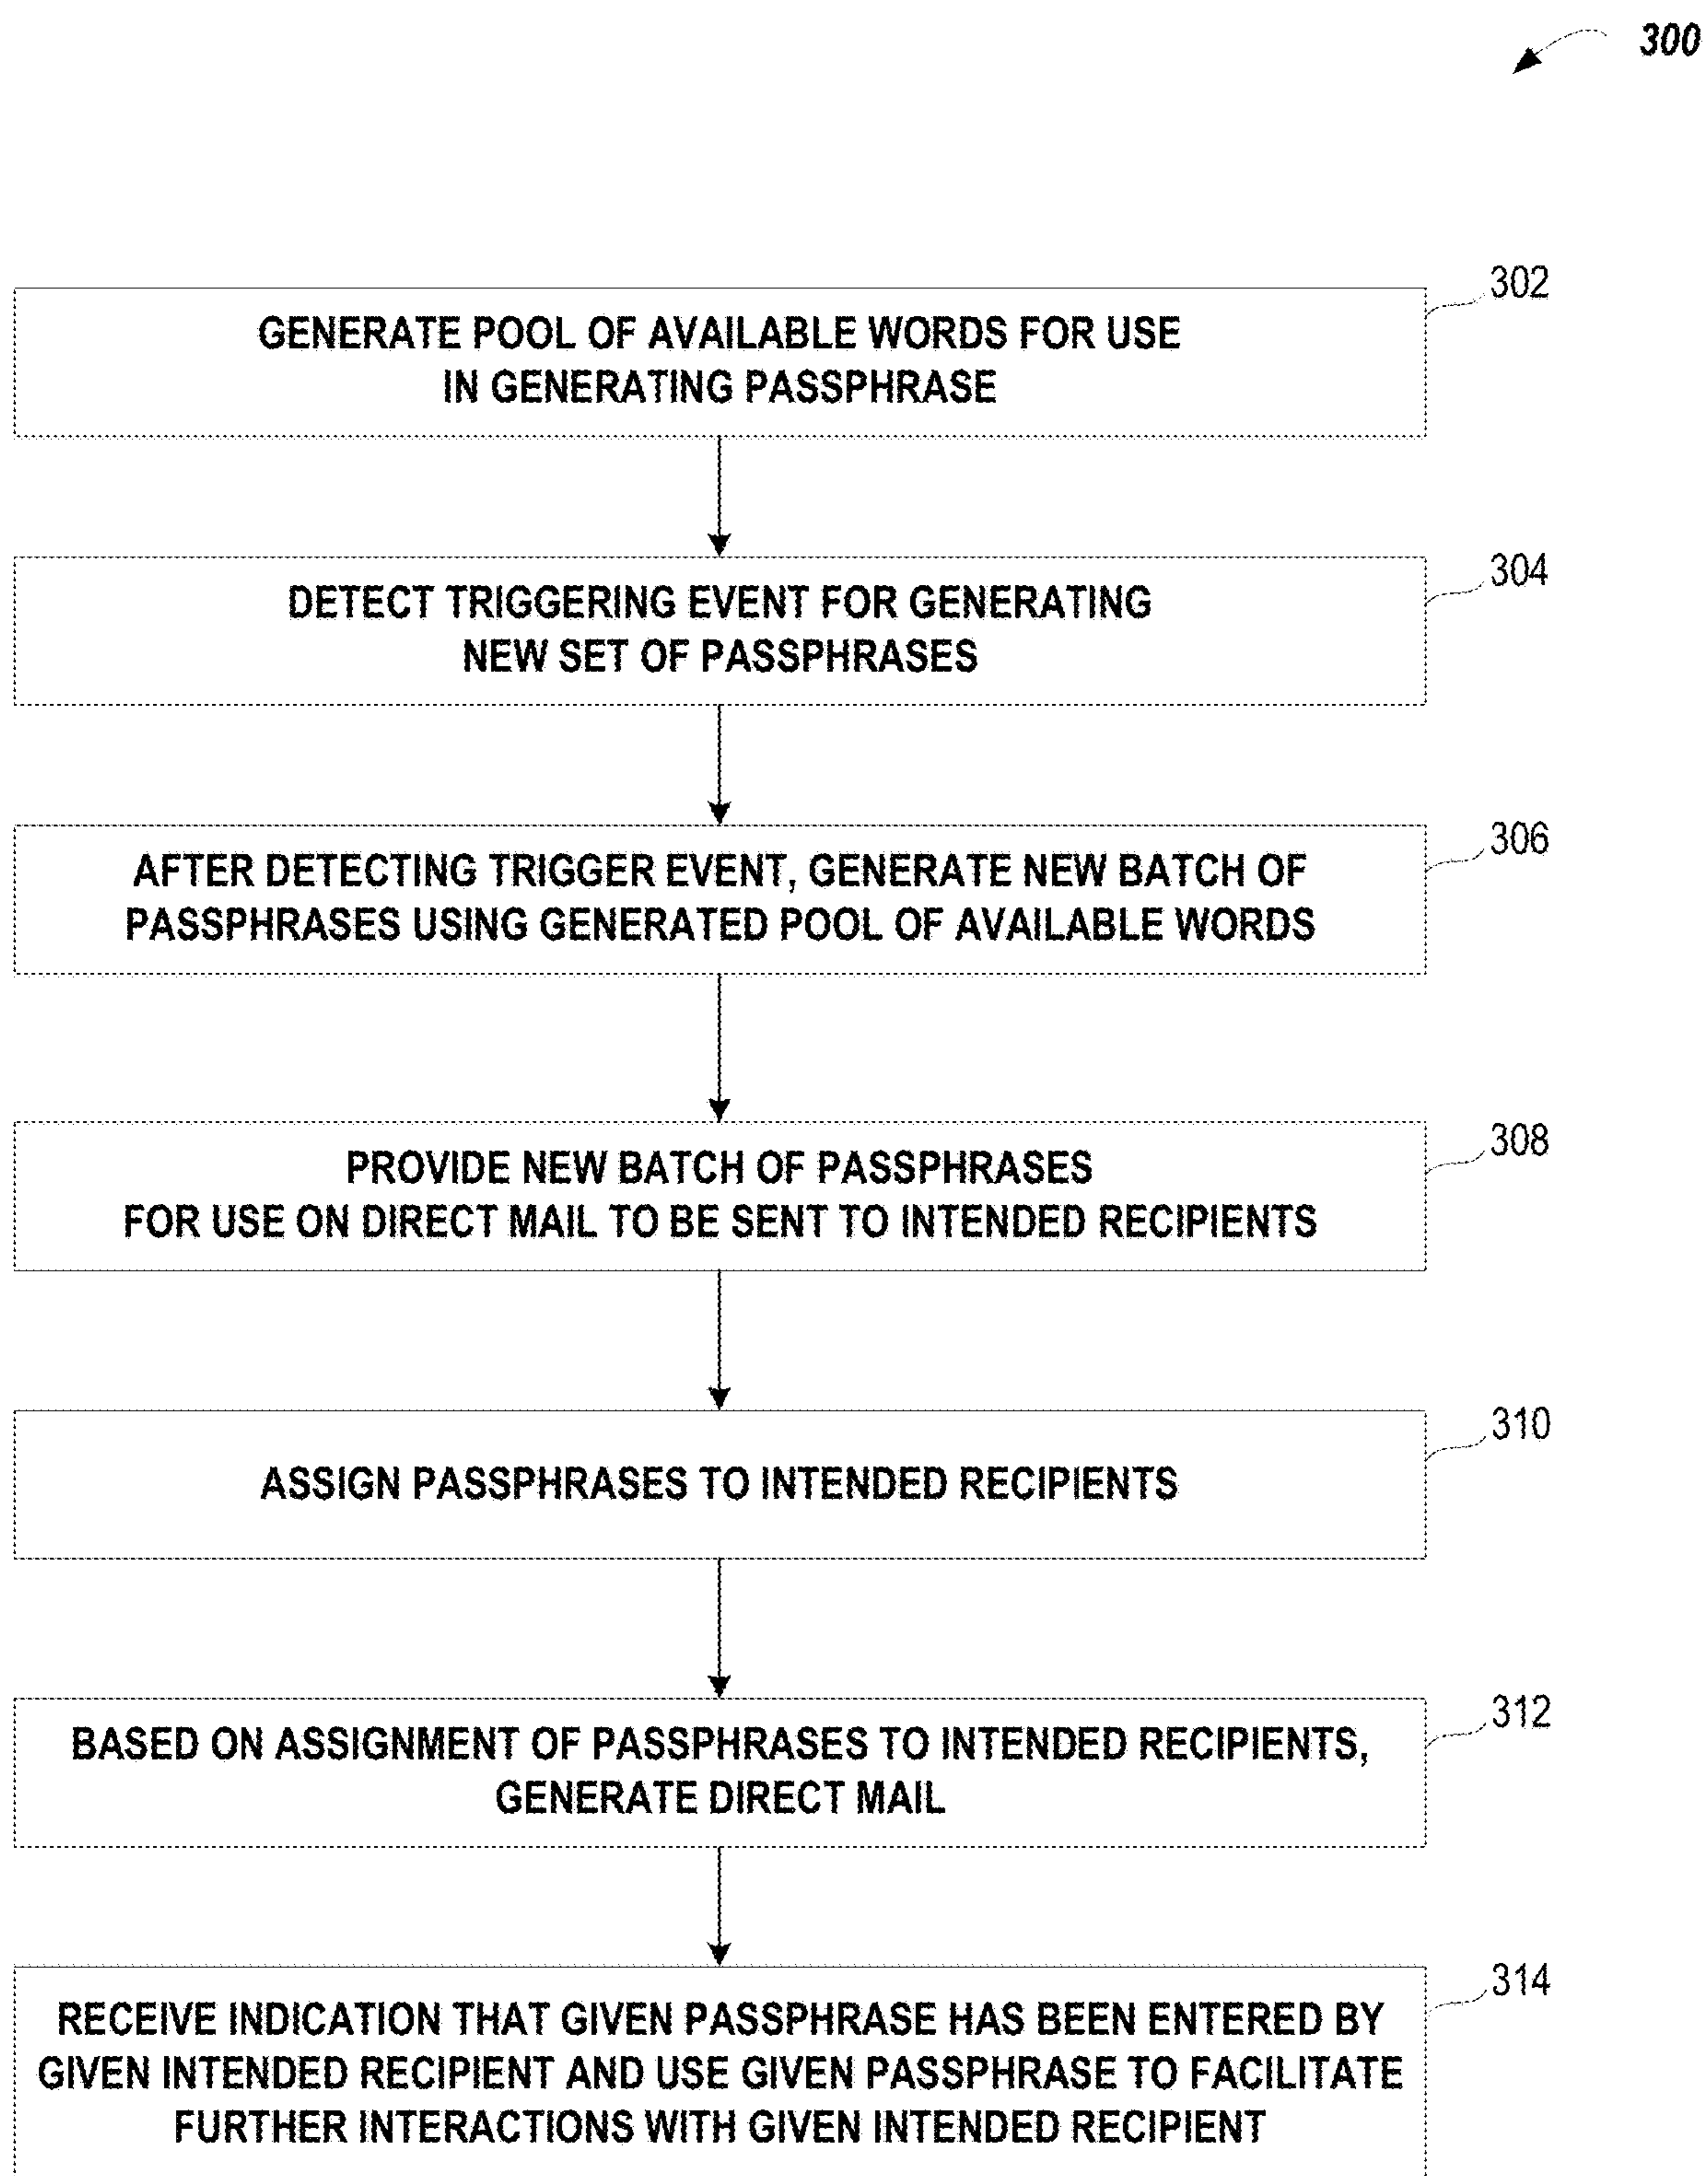 300
302
GENERATE POOL OF AVAILABLE WORDS FOR USE
IN GENERATING PASSPHRASE
304
DETECT TRIGGERING EVENT FOR GENERATING
NEW SET OF PASSPHRASES
306
AFTER DETECTING TRIGGER EVENT, GENERATE NEW BATCH OF
PASSPHRASES USING GENERATED POOL OF AVAILABLE WORDS
308
PROVIDE NEW BATCH OF PASSPHRASES
FOR USE ON DIRECT MAIL TO BE SENT TO INTENDED RECIPIENTS
310
ASSIGN PASSPHRASES TO INTENDED RECIPIENTS
312
BASED ON ASSIGNMENT OF PASSPHRASES TO INTENDED RECIPIENTS,
GENERATE DIRECT MAIL
314
RECEIVE INDICATION THAT GIVEN PASSPHRASE HAS BEEN ENTERED BY
GIVEN INTENDED RECIPIENT AND USE GIVEN PASSPHRASE TO FACILITATE
FURTHER INTERACTIONS WITH GIVEN INTENDED RECIPIENT